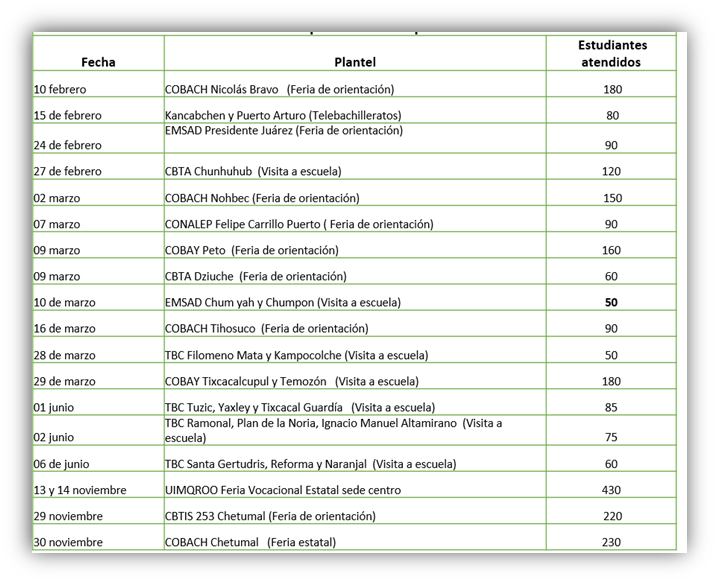 Fecha Plantel Estudiantes atendidos
10 febrero COBACH Nicolás Bravo (Feria de orientación) 180
15 de febrero Kancabchen y Puerto Arturo (Telebachilleratos) 80
24 de febrero EMSAD Presidente Juárez (Feria de orientación) 90
27 de febrero CBTA Chunhuhub (Visita a escuela) 120
02 marzo COBACH Nohbec (Feria de orientación) 150
07 marzo CONALEP Felipe Carrillo Puerto ( Feria de orientación) 90
09 marzo COBAY Peto (Feria de orientación) 160
09 marzo CBTA Dziuche (Feria de orientación) 60
10 de marzo EMSAD Chum yah y Chumpon (Visita a escuela) 50
16 de marzo COBACH Tihosuco (Feria de orientación) 90
28 de marzo TBC Filomeno Mata y Kampocolche (Visita a escuela) 50
29 de marzo COBAY Tixcacalcupul y Temozón (Visita a escuela) 180
01 junio TBC Tuzic, Yaxley y Tixcacal Guardía (Visita a escuela) 85
02 junio TBC Ramonal, Plan de la Noria, Ignacio Manuel Altamirano (Visita a
escuela) 75
06 de junio TBC Santa Gertrudis, Reforma y Naranjal (Visita a escuela) 60
13 y 14 noviembre UIMQROO Feria Vocacional Estatal sede centro 430
29 noviembre CBTIS 253 Chetumal (Feria de orientación) 220
30 noviembre COBACH Chetumal (Feria estatal) 230